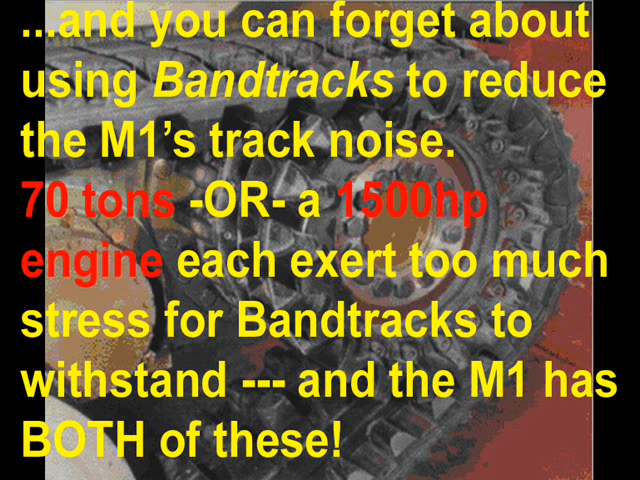 ...and you can forget about
using Bandtracks to reduce
the M1’s track noise.
70 tons -OR- a 1500hp
engine each exert too much
stress for Bandtracks to
withstand --- and the M1 has
BOTH of these!